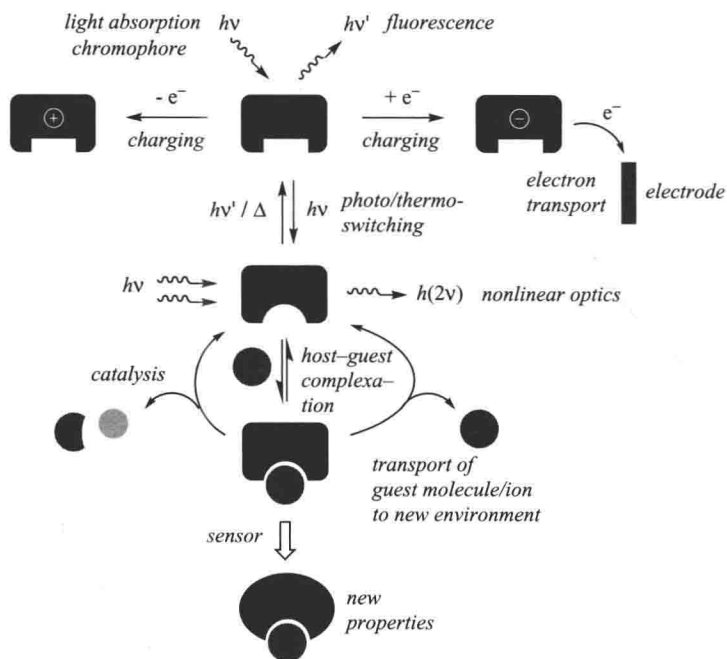 light absorption
chromophore
hν
hν' fluorescence
- e⁻
charging
+
+ e⁻
charging
−
e⁻
electron
transport
electrode
hν' / Δ
hν
photo/thermo-
switching
hν
h(2ν) nonlinear optics
host–guest
complexa-
tion
catalysis
transport of
guest molecule/ion
to new environment
sensor
new
properties